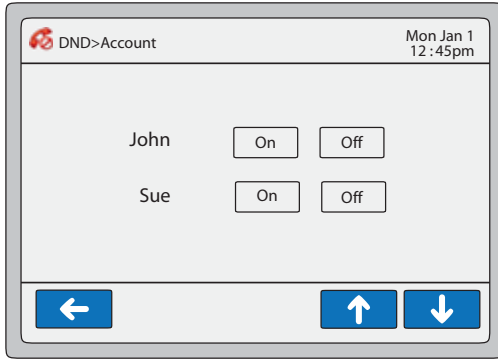 DND>Account
Mon Jan 1
12:45pm
John On Off
Sue On Off